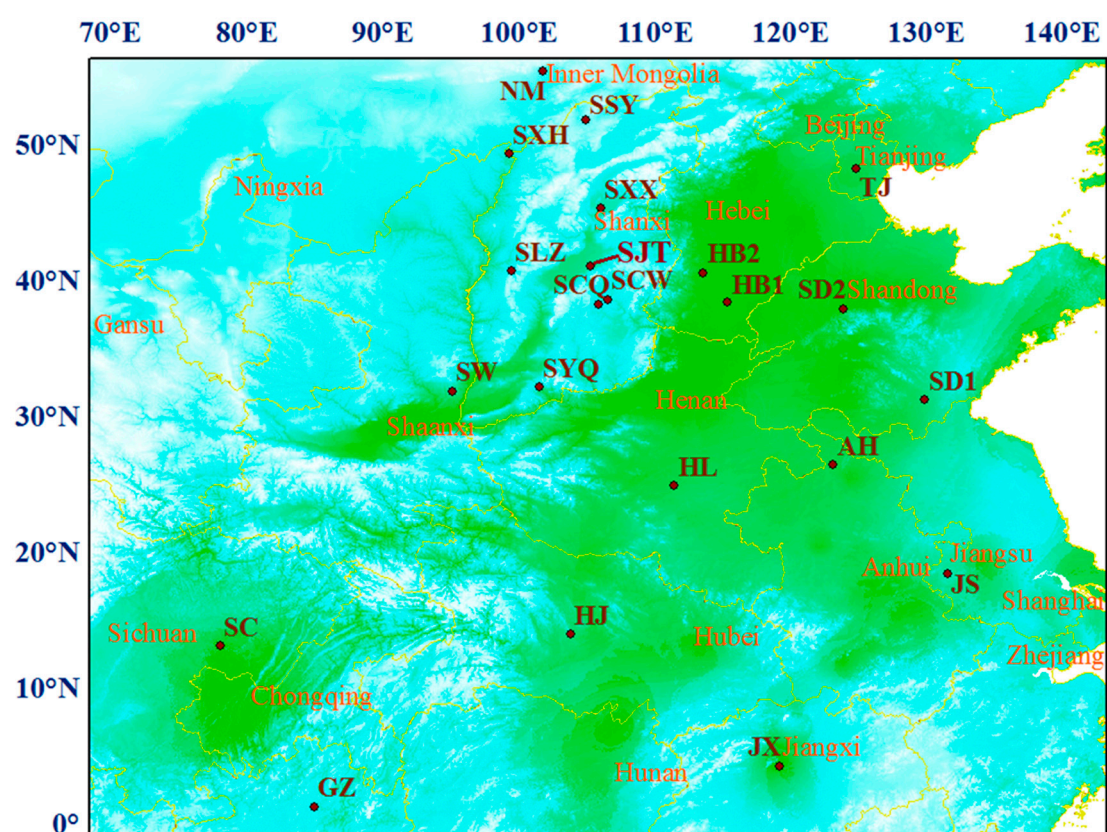 70°E 80°E 90°E 100°E 110°E 120°E 130°E 140°E
Inner Mongolia
NM
SSY
Beijing
SXH
50°N
Tianjing
TJ
Ningxia
SXX
Hebei
Shanxi
SLZ
SJT
HB2
40°N
SCQ
SCW
HB1
SD2
Shandong
Gansu
SW
SYQ
SD1
Henan
30°N
Shaanxi
AH
HL
20°N
Jiangsu
Anhui
JS
Shanghai
HJ
SC
Sichuan
Hubei
Zhejiang
10°N
Chongqing
JX
Jiangxi
Hunan
GZ
0°